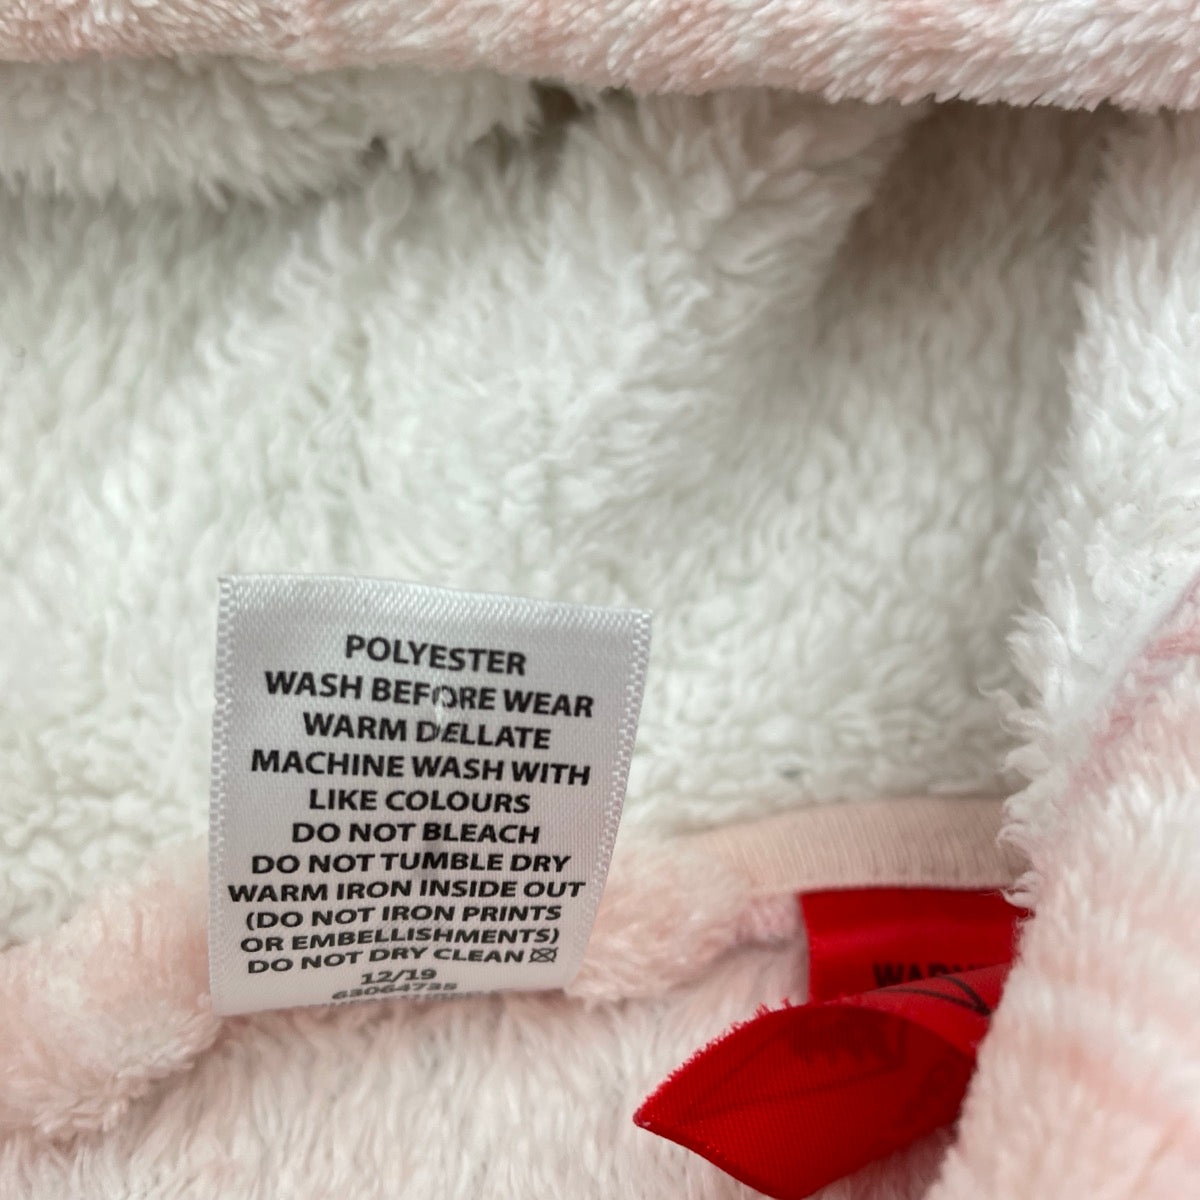 POLYESTER
WASH BEFORE WEAR
WARM DELLATE
MACHINE WASH WITH
LIKE COLOURS
DO NOT BLEACH
DO NOT TUMBLE DRY
WARM IRON INSIDE OUT
(DO NOT IRON PRINTS
OR EMBELLISHMENTS)
DO NOT DRY CLEAN
12/19
63064735